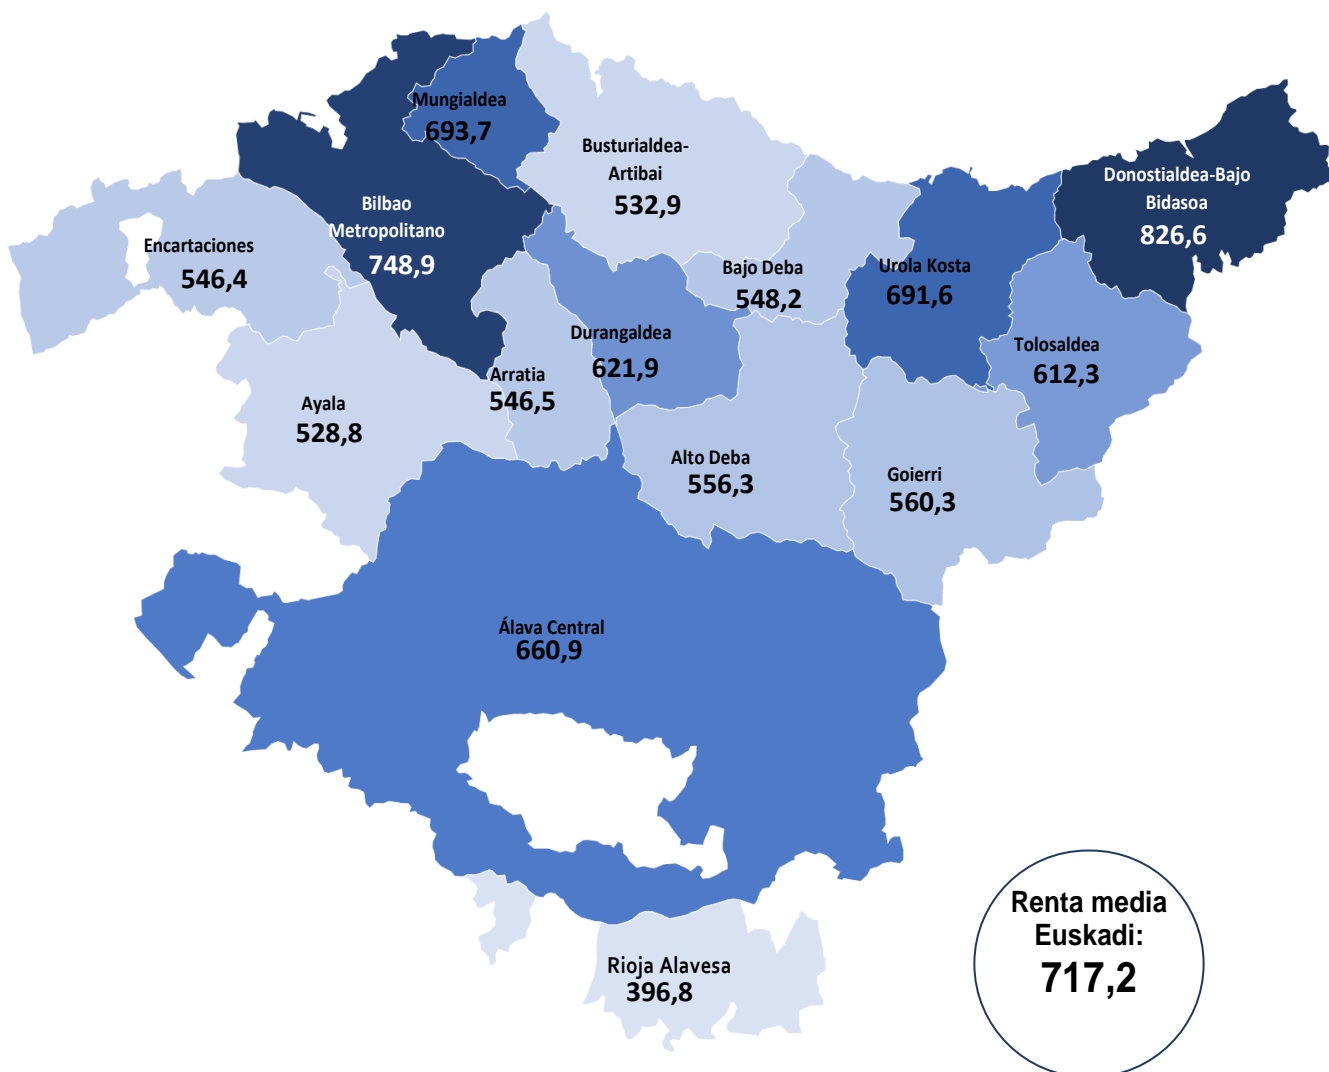 Mungialdea
693,7
Busturialdea-
Artibai
532,9
Donostialdea-Bajo
Bidasoa
826,6
Bilbao
Metropolitano
748,9
Encartaciones
546,4
Bajo Deba
548,2
Urola Kosta
691,6
Durangaldea
621,9
Tolosaldea
612,3
Arratia
546,5
Ayala
528,8
Alto Deba
556,3
Goierri
560,3
Álava Central
660,9
Rioja Alavesa
396,8
Renta media
Euskadi:
717,2